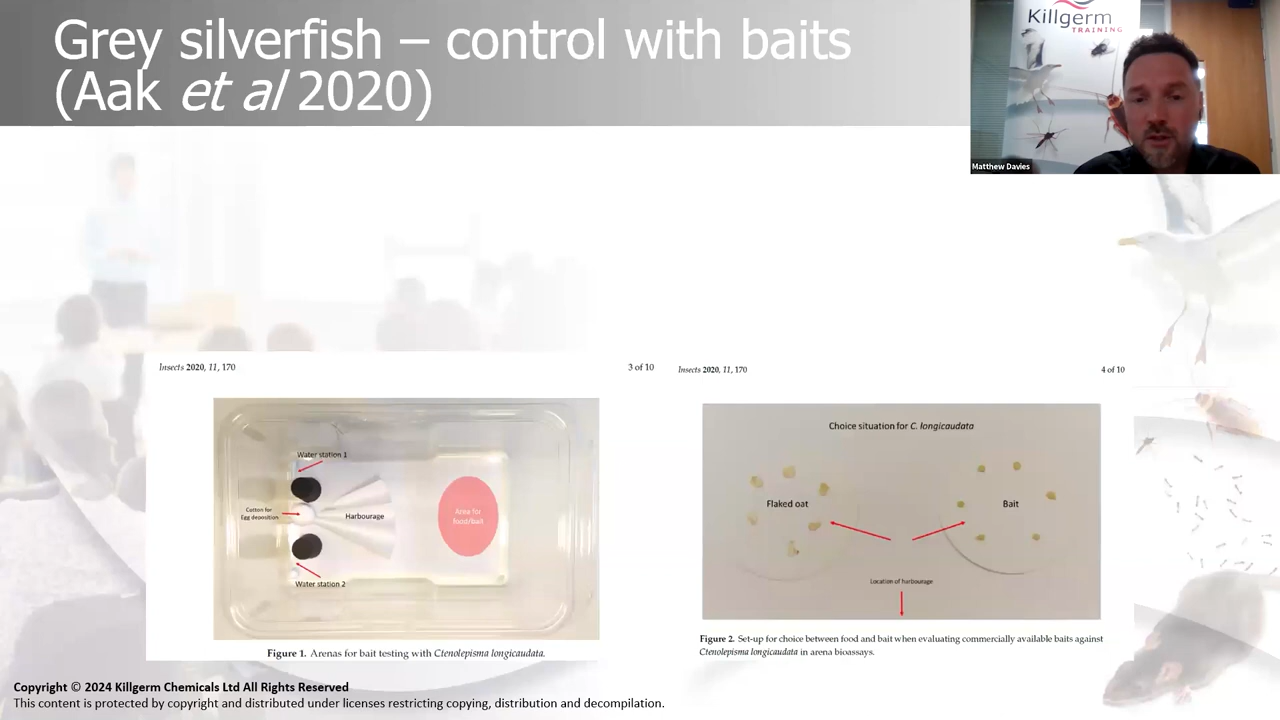 Grey silverfish – control with baits
(Aak et al 2020)
Killgerm
TRAINING
Matthew Davies
Insects 2020, 11, 170
3 of 10
Water station 1
Cotton for
Egg deposition
Harbourage
Area for
food/bait
Water station 2
Figure 1. Arenas for bait testing with Ctenolepisma longicaudata.
Insects 2020, 11, 170
4 of 10
Choice situation for C. longicaudata
Flaked oat
Bait
Location of harbourage
Figure 2. Set-up for choice between food and bait when evaluating commercially available baits against
Ctenolepisma longicaudata in arena bioassays.
Copyright © 2024 Killgerm Chemicals Ltd All Rights Reserved
This content is protected by copyright and distributed under licenses restricting copying, distribution and decompilation.